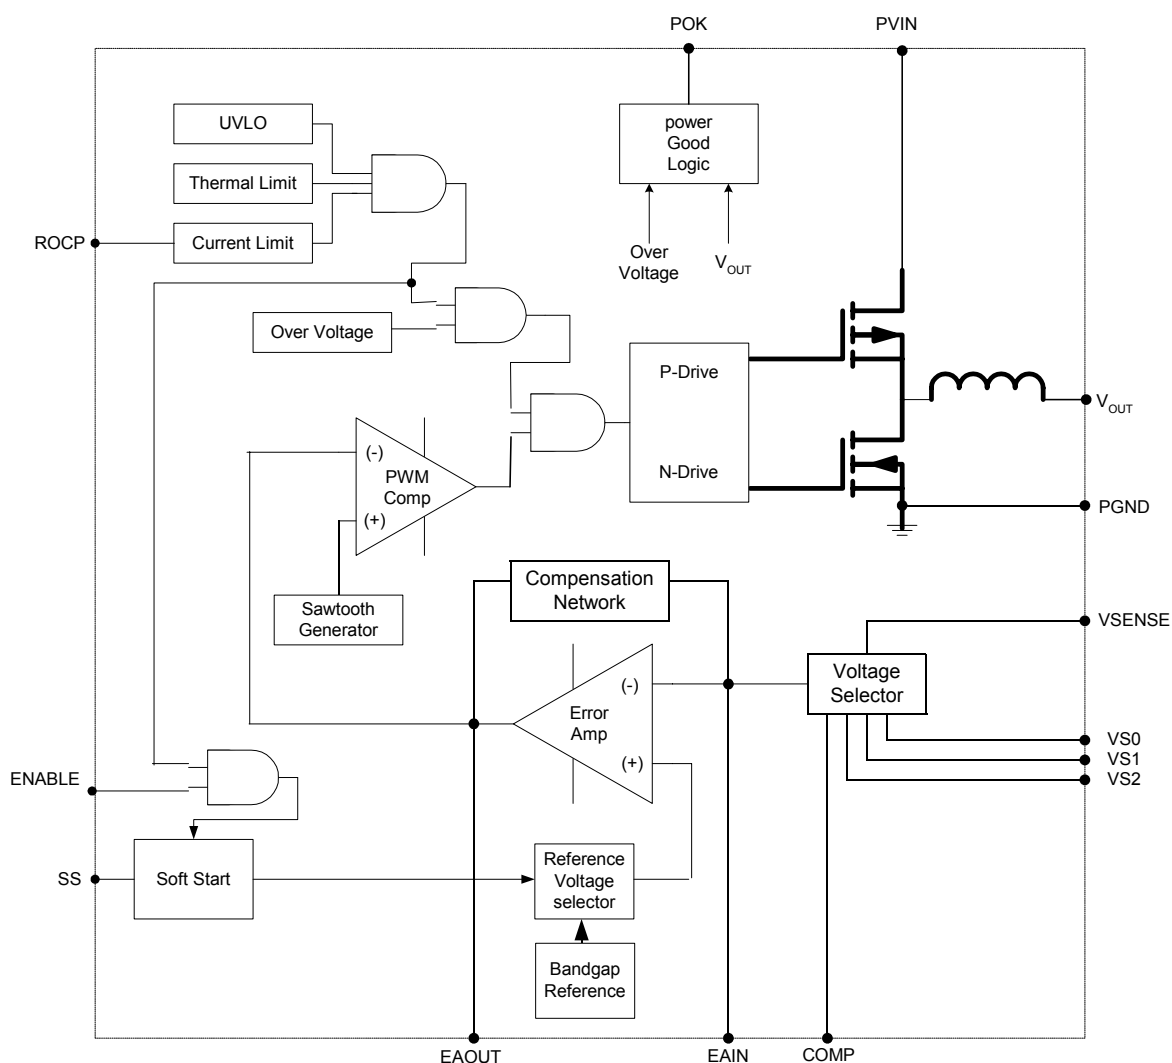 POK
PVIN
UVLO
power
Good
Logic
Thermal Limit
ROCP
Current Limit
Over
Voltage
VOUT
Over Voltage
P-Drive
VOUT
(-)
PWM
Comp
N-Drive
(+)
PGND
Compensation
Network
Sawtooth
Generator
VSENSE
Voltage
Selector
(-)
Error
Amp
(+)
VS0
VS1
VS2
ENABLE
SS
Soft Start
Reference
Voltage
selector
Bandgap
Reference
EAOUT
EAIN
COMP